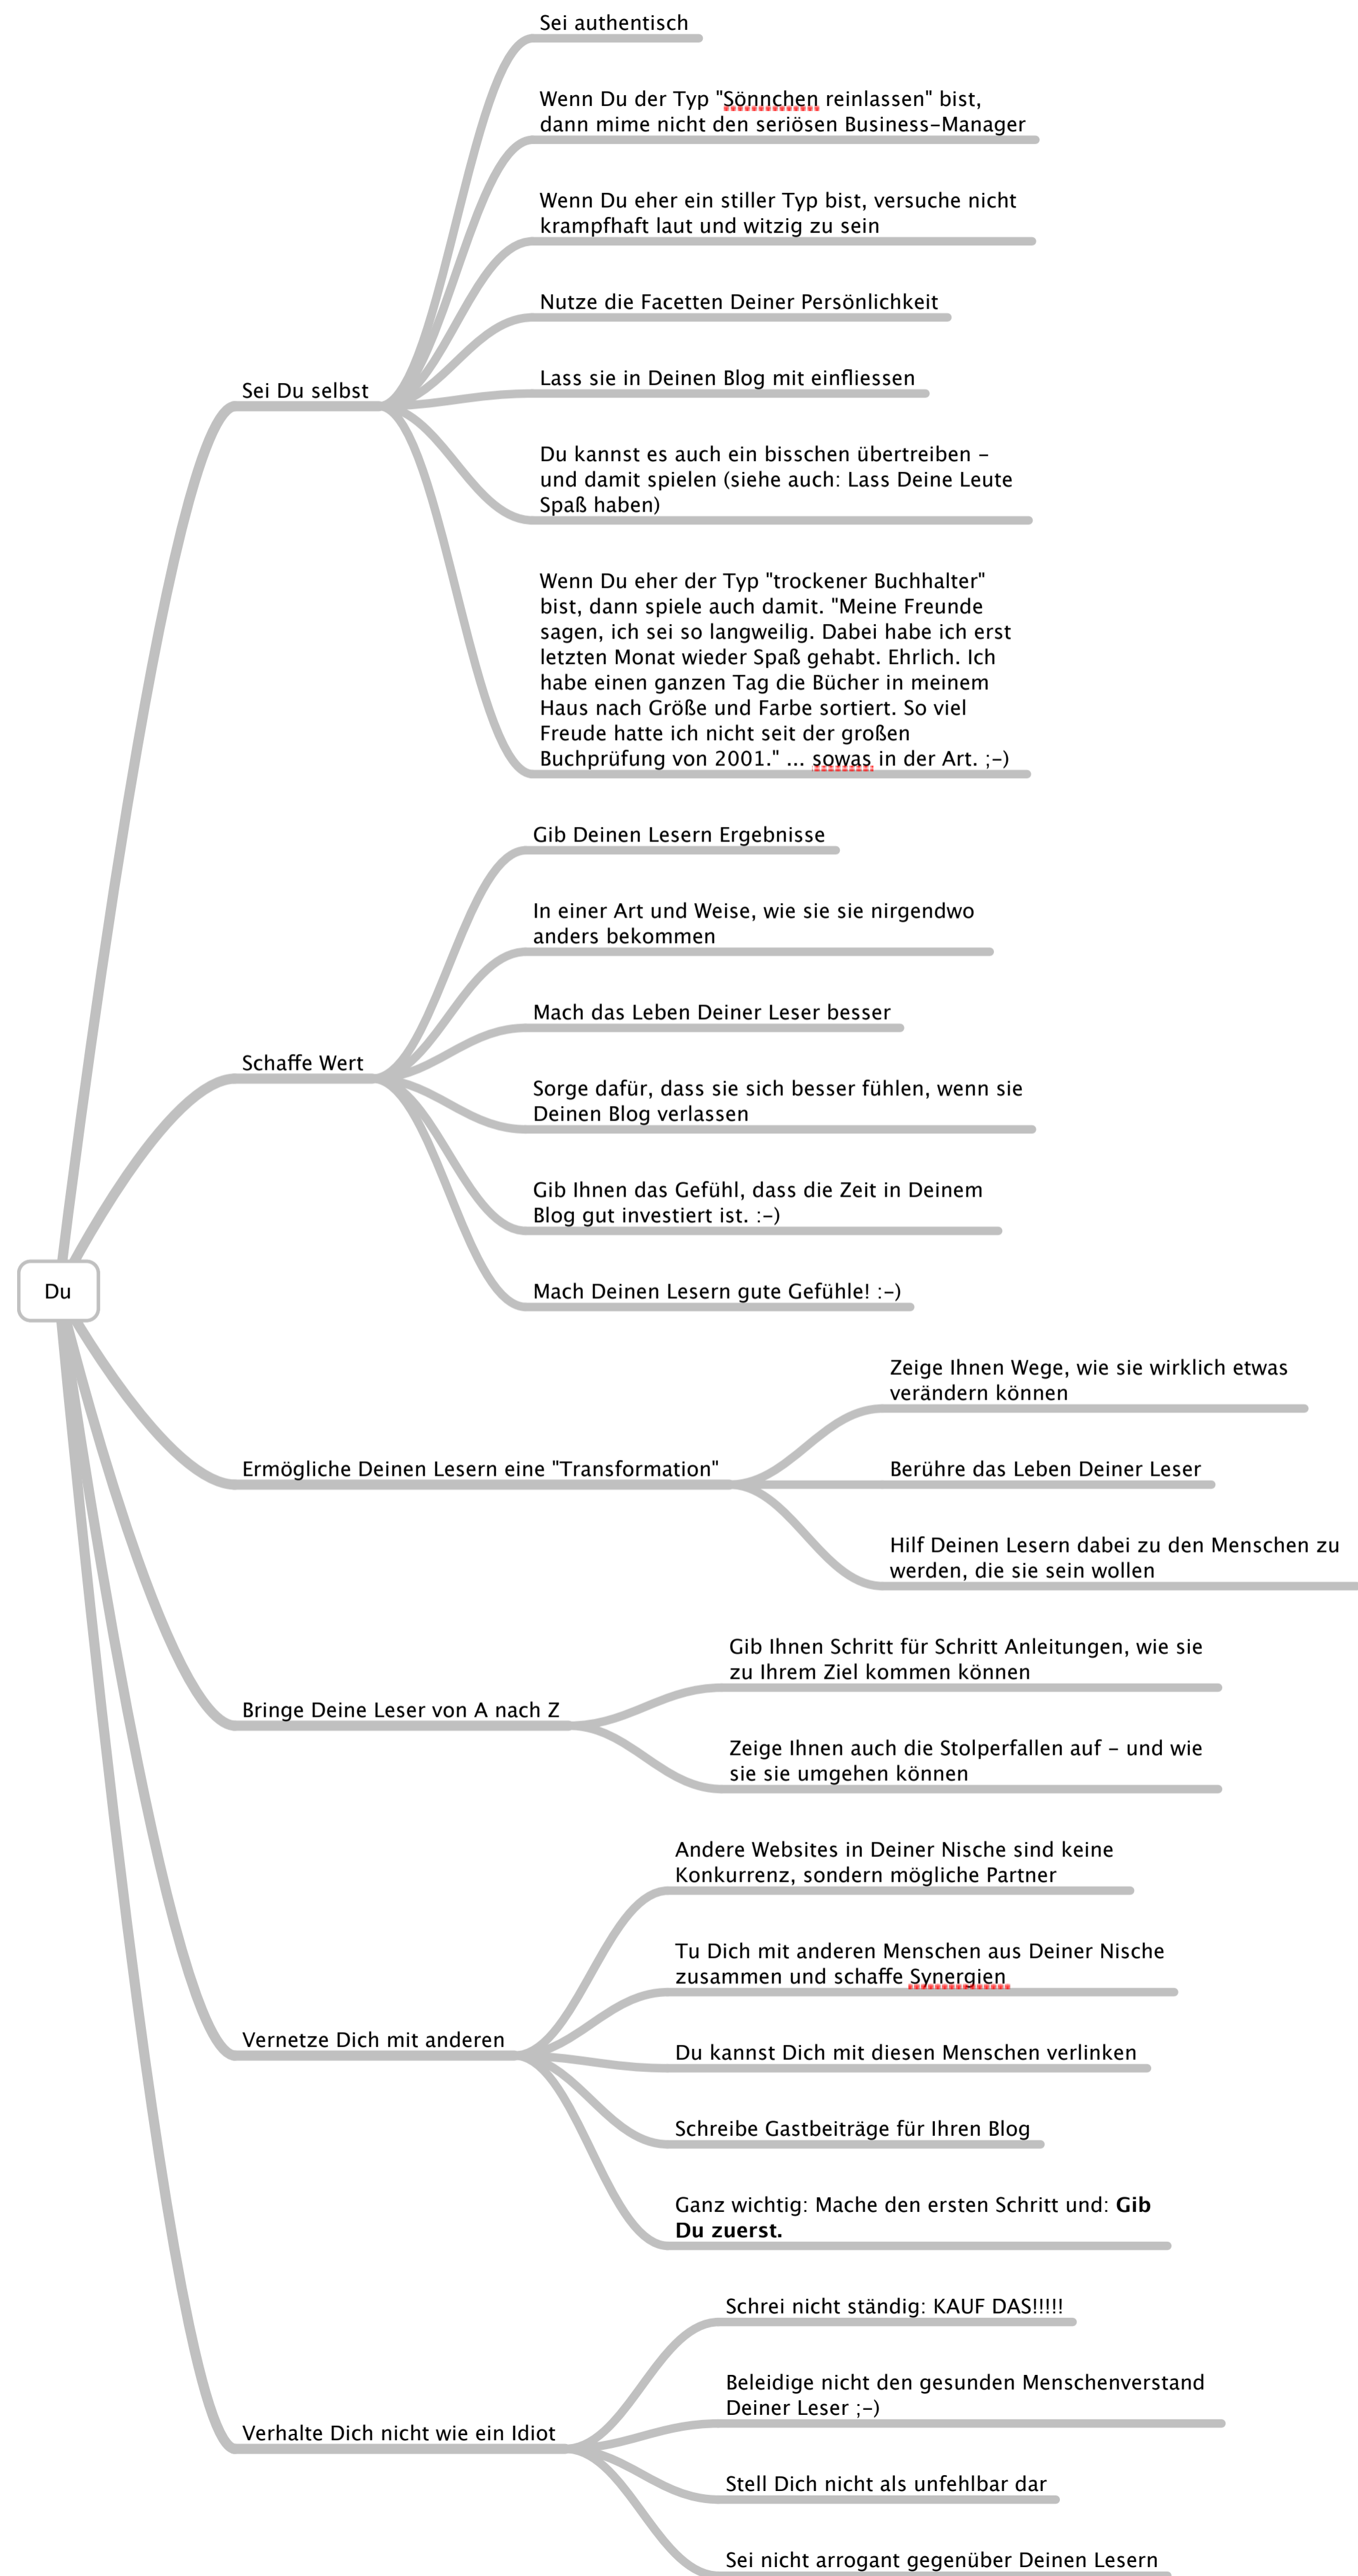 Sei authentisch
Wenn Du der Typ "Sönnchen reinlassen" bist,
dann mime nicht den seriösen Business-Manager
Wenn Du eher ein stiller Typ bist, versuche nicht
krampfhaft laut und witzig zu sein
Nutze die Facetten Deiner Persönlichkeit
Sei Du selbst
Lass sie in Deinen Blog mit einfliessen
Du kannst es auch ein bisschen übertreiben -
und damit spielen (siehe auch: Lass Deine Leute
Spaß haben)
Wenn Du eher der Typ "trockener Buchhalter"
bist, dann spiele auch damit. "Meine Freunde
sagen, ich sei so langweilig. Dabei habe ich erst
letzten Monat wieder Spaß gehabt. Ehrlich. Ich
habe einen ganzen Tag die Bücher in meinem
Haus nach Größe und Farbe sortiert. So viel
Freude hatte ich nicht seit der großen
Buchprüfung von 2001." ... sowas in der Art. ;-)
Gib Deinen Lesern Ergebnisse
In einer Art und Weise, wie sie sie nirgendwo
anders bekommen
Mach das Leben Deiner Leser besser
Schaffe Wert
Sorge dafür, dass sie sich besser fühlen, wenn sie
Deinen Blog verlassen
Gib Ihnen das Gefühl, dass die Zeit in Deinem
Blog gut investiert ist. :-)
Du
Mach Deinen Lesern gute Gefühle! :-)
Zeige Ihnen Wege, wie sie wirklich etwas
verändern können
Ermögliche Deinen Lesern eine "Transformation"
Berühre das Leben Deiner Leser
Hilf Deinen Lesern dabei zu den Menschen zu
werden, die sie sein wollen
Gib Ihnen Schritt für Schritt Anleitungen, wie sie
zu Ihrem Ziel kommen können
Bringe Deine Leser von A nach Z
Zeige Ihnen auch die Stolperfallen auf - und wie
sie sie umgehen können
Andere Websites in Deiner Nische sind keine
Konkurrenz, sondern mögliche Partner
Tu Dich mit anderen Menschen aus Deiner Nische
zusammen und schaffe Synergien
Vernetze Dich mit anderen
Du kannst Dich mit diesen Menschen verlinken
Schreibe Gastbeiträge für Ihren Blog
Ganz wichtig: Mache den ersten Schritt und: Gib
Du zuerst.
Schrei nicht ständig: KAUF DAS!!!!!
Beleidige nicht den gesunden Menschenverstand
Deiner Leser ;-)
Verhalte Dich nicht wie ein Idiot
Stell Dich nicht als unfehlbar dar
Sei nicht arrogant gegenüber Deinen Lesern